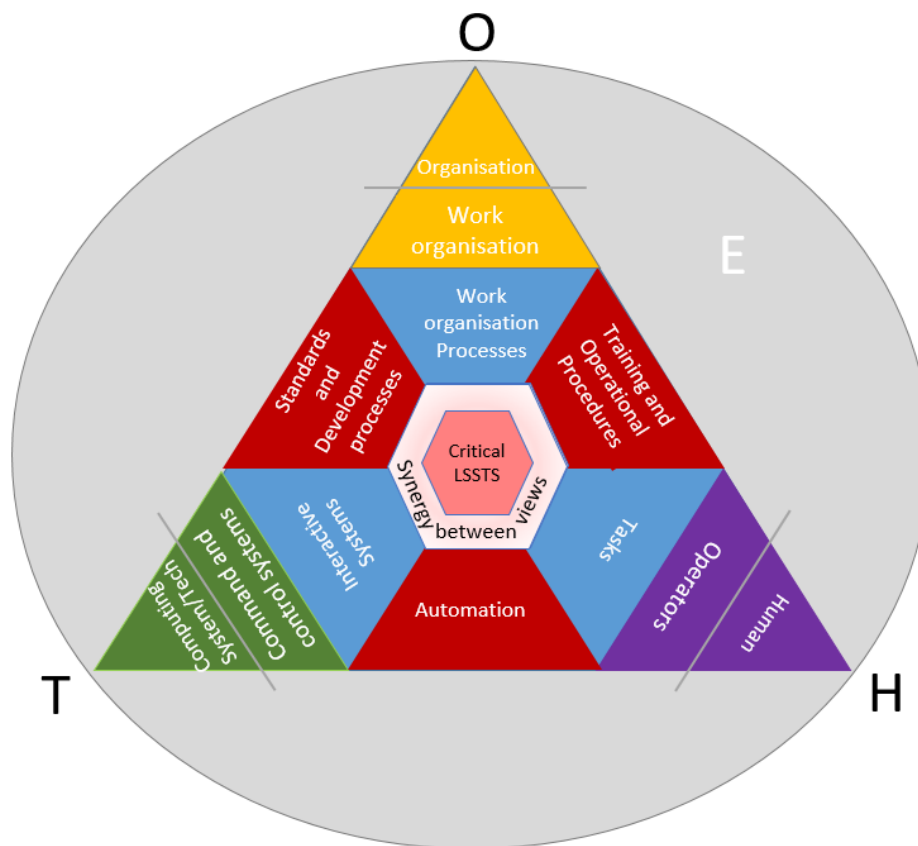 O
Organisation
Work
organisation
E
Work
organisation
Processes
Standards
and
Development
processes
Training and
Operational
Procedures
Critical
LSSTS
Synergy
between
views
Interactive
Systems
Tasks
Automation
Command and
control systems
Computing
System/Tech
Operators
Human
T
H